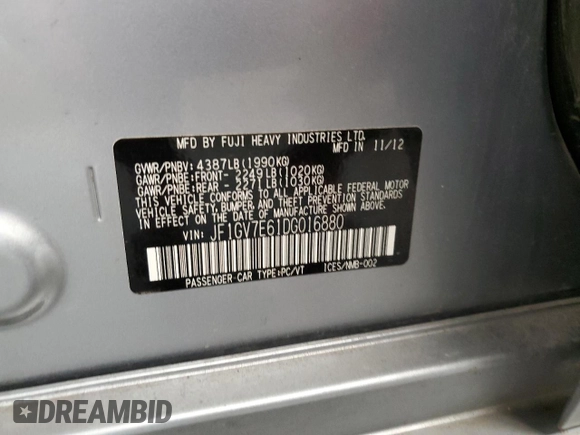 MFD BY FUJI HEAVY INDUSTRIES LTD.
MFD IN 11/12
GVWR/PNBV: 4387LB(1990KG)
GAWR/PNBE:FRONT- 2249LB(1020KG)
GAWR/PNBE:REAR - 2271LB(1030KG)
THIS VEHICLE CONFORMS TO ALL APPLICABLE FEDERAL MOTOR
VEHICLE SAFETY, BUMPER AND THEFT PREVENTION STANDARDS
IN EFFECT ON THE DATE OF MANUFACTURE SHOWN ABOVE.
VIN: JF1GV7E61DG016880
PASSENGER-CAR TYPE:PC/VT ICES/NMB-002
DREAMBID